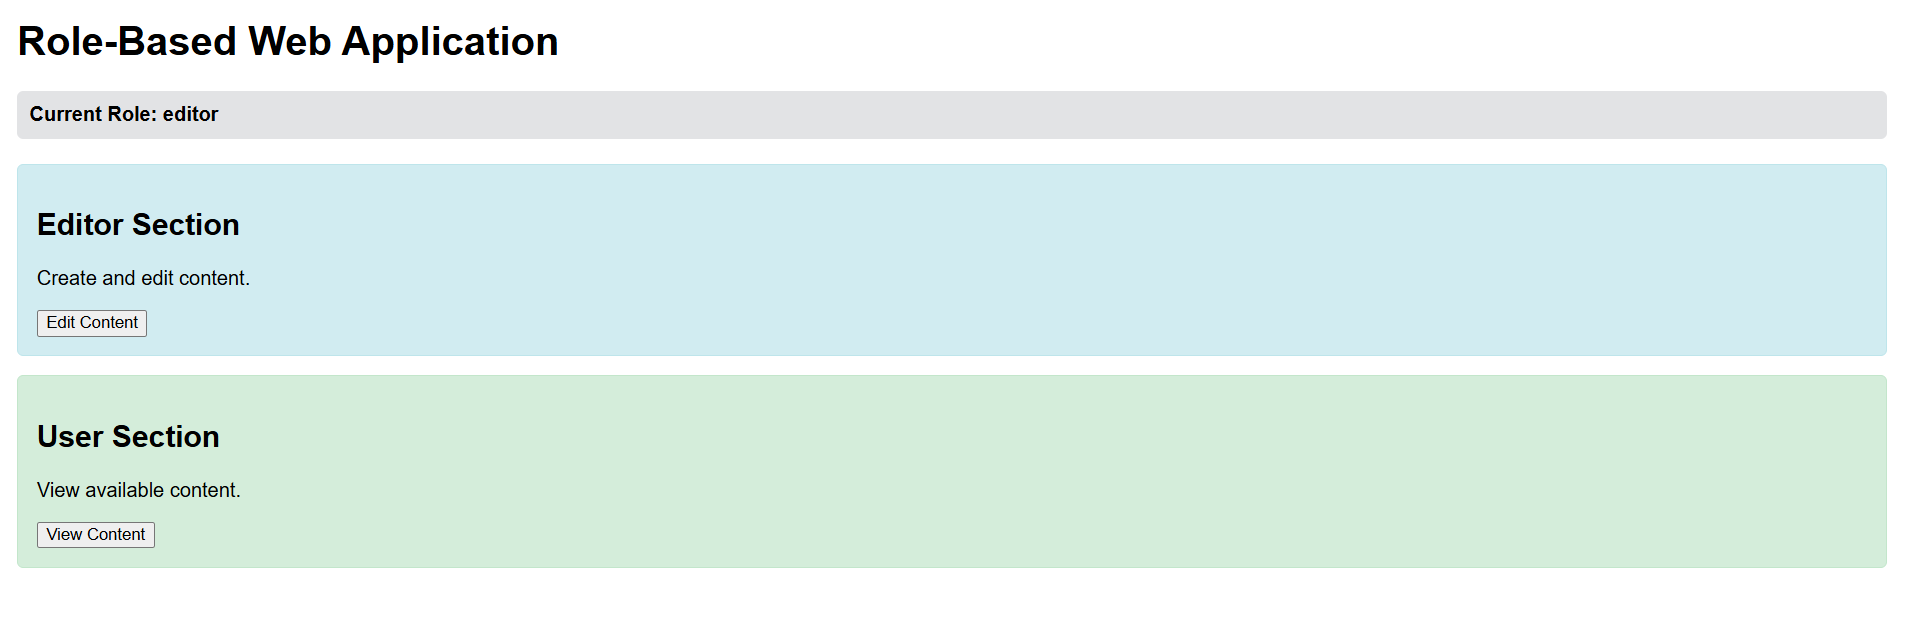 Role-Based Web Application
Current Role: editor
Editor Section
Create and edit content.
Edit Content
User Section
View available content.
View Content